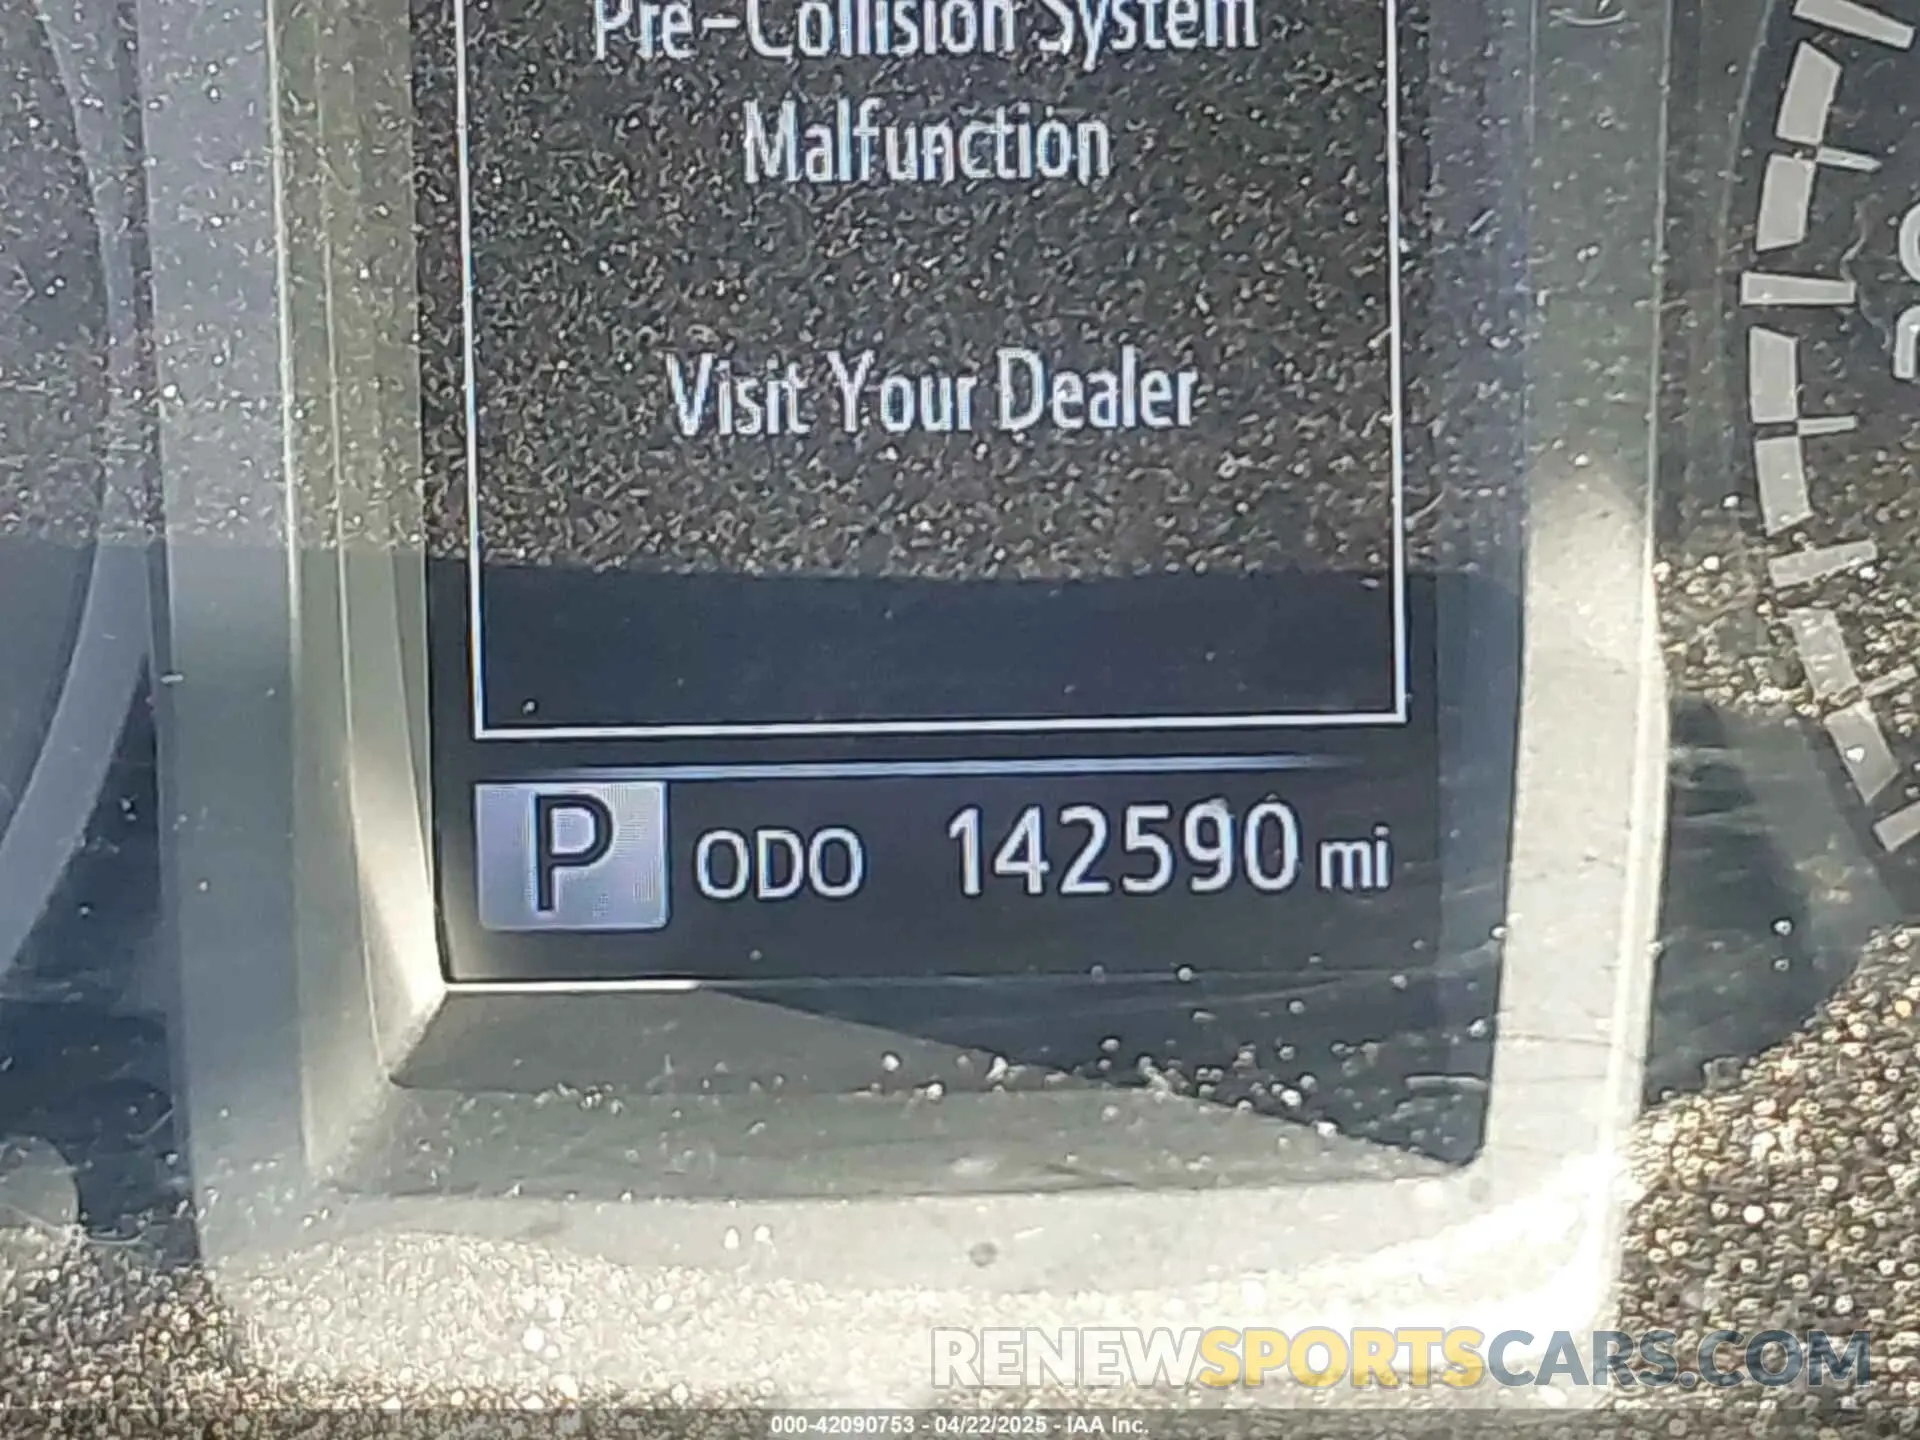 Pre-Collision System
Malfunction
Visit Your Dealer
P ODO 142590 mi
RENEWSPORTSCARS.COM
000-42090753 - 04/22/2025 - IAA Inc.